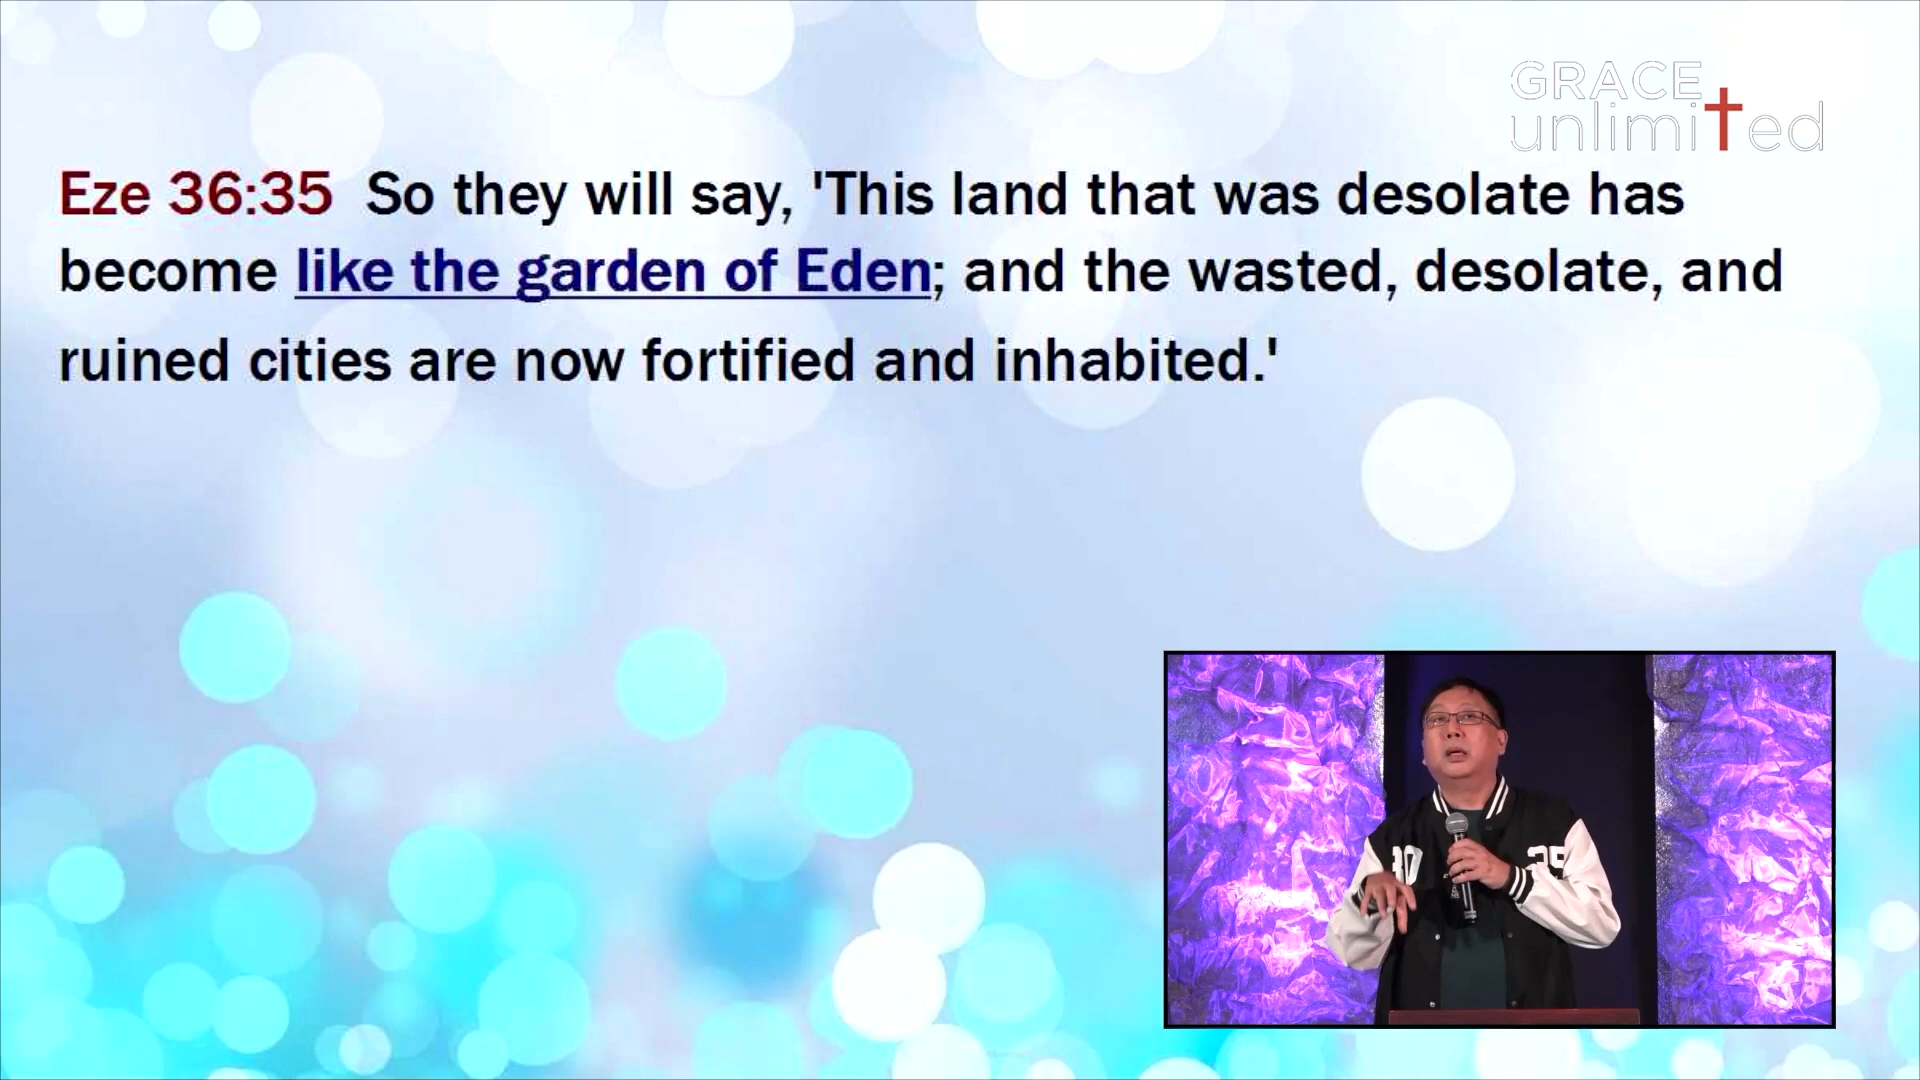 GRACE
unlimited
Eze 36:35 So they will say, 'This land that was desolate has
become like the garden of Eden; and the wasted, desolate, and
ruined cities are now fortified and inhabited.'